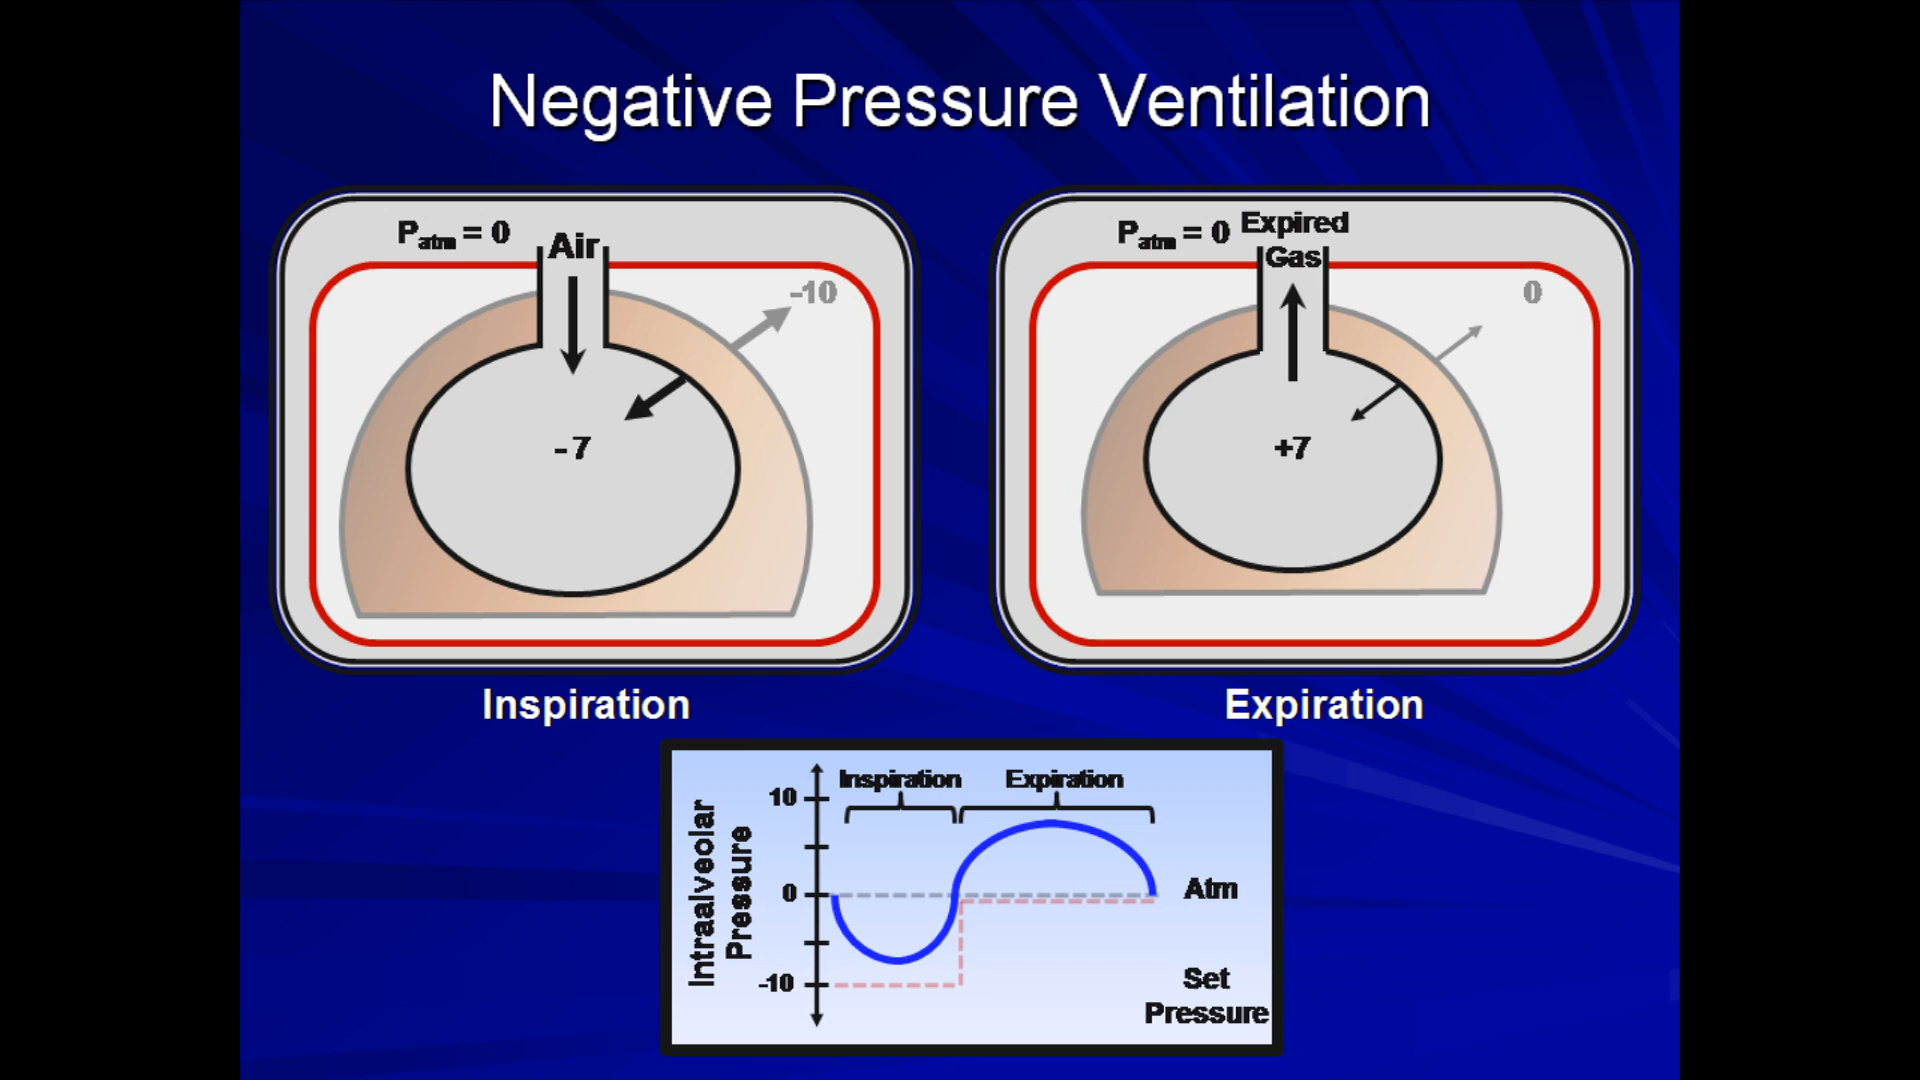 Negative Pressure Ventilation
Patm = 0
Air
-10
- 7
Inspiration
Patm = 0
Expired
Gas
0
+7
Expiration
Intraalveolar
Pressure
Inspiration
Expiration
10
0
-10
Atm
Set
Pressure